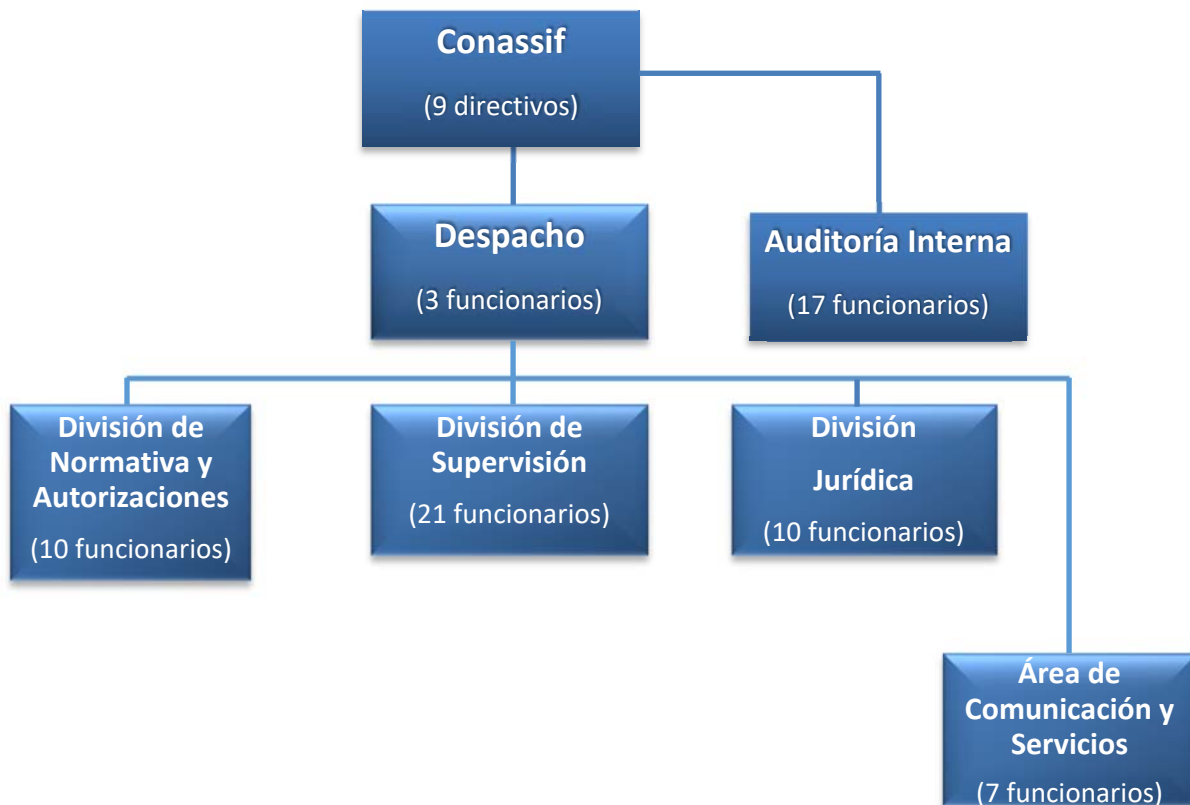 Conassif
(9 directivos)
Despacho
(3 funcionarios)
Auditoría Interna
(17 funcionarios)
División de
Normativa y
Autorizaciones
(10 funcionarios)
División de
Supervisión
(21 funcionarios)
División
Jurídica
(10 funcionarios)
Área de
Comunicación y
Servicios
(7 funcionarios)